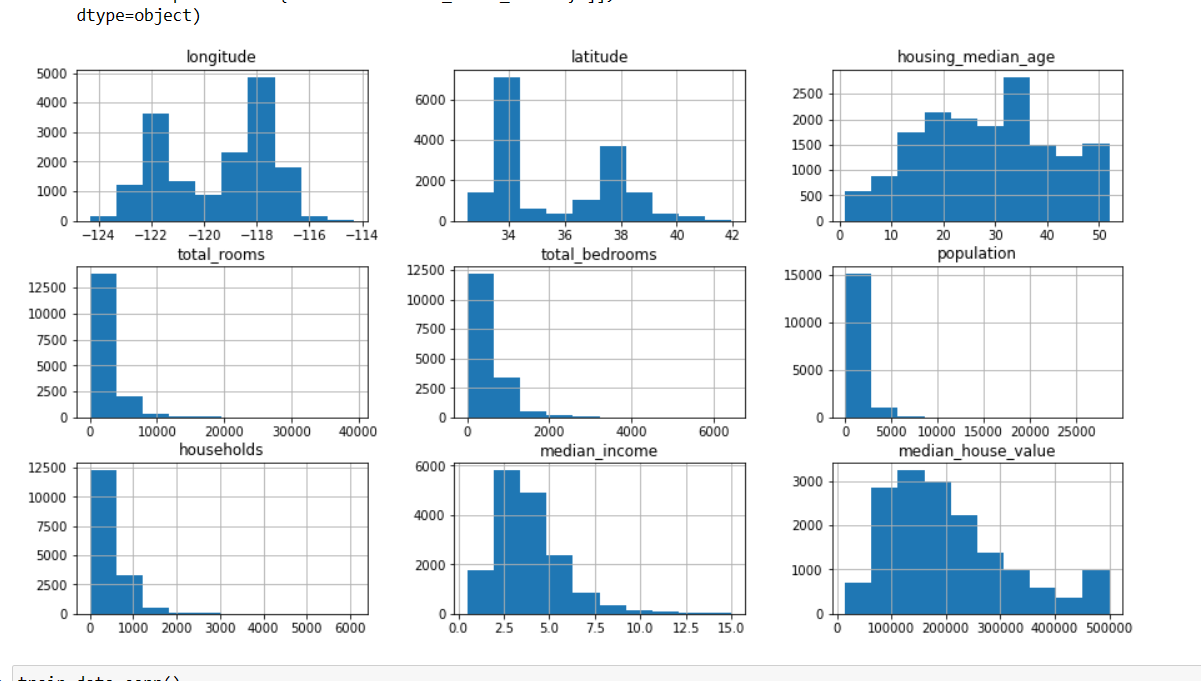 dtype=object)
longitude latitude housing_median_age
5000 4000 3000 2000 1000 0
−124 −122 −120 −118 −116 −114
6000 4000 2000 0
34 36 38 40 42
2500 2000 1500 1000 500 0
0 10 20 30 40 50
total_rooms total_bedrooms population
12500 10000 7500 5000 2500 0
0 10000 20000 30000 40000
12500 10000 7500 5000 2500 0
0 2000 4000 6000
15000 10000 5000 0
0 5000 10000 15000 20000 25000
households median_income median_house_value
12500 10000 7500 5000 2500 0
0 1000 2000 3000 4000 5000 6000
6000 4000 2000 0
0.0 2.5 5.0 7.5 10.0 12.5 15.0
3000 2000 1000 0
0 100000 200000 300000 400000 500000